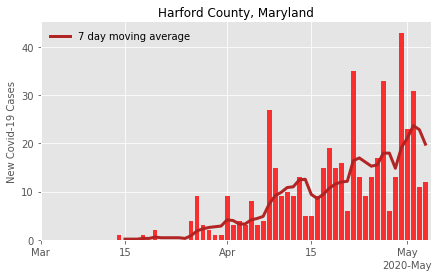 Harford County, Maryland
7 day moving average
New Covid-19 Cases
40
30
20
10
0
Mar
15
Apr
15
May
2020-May